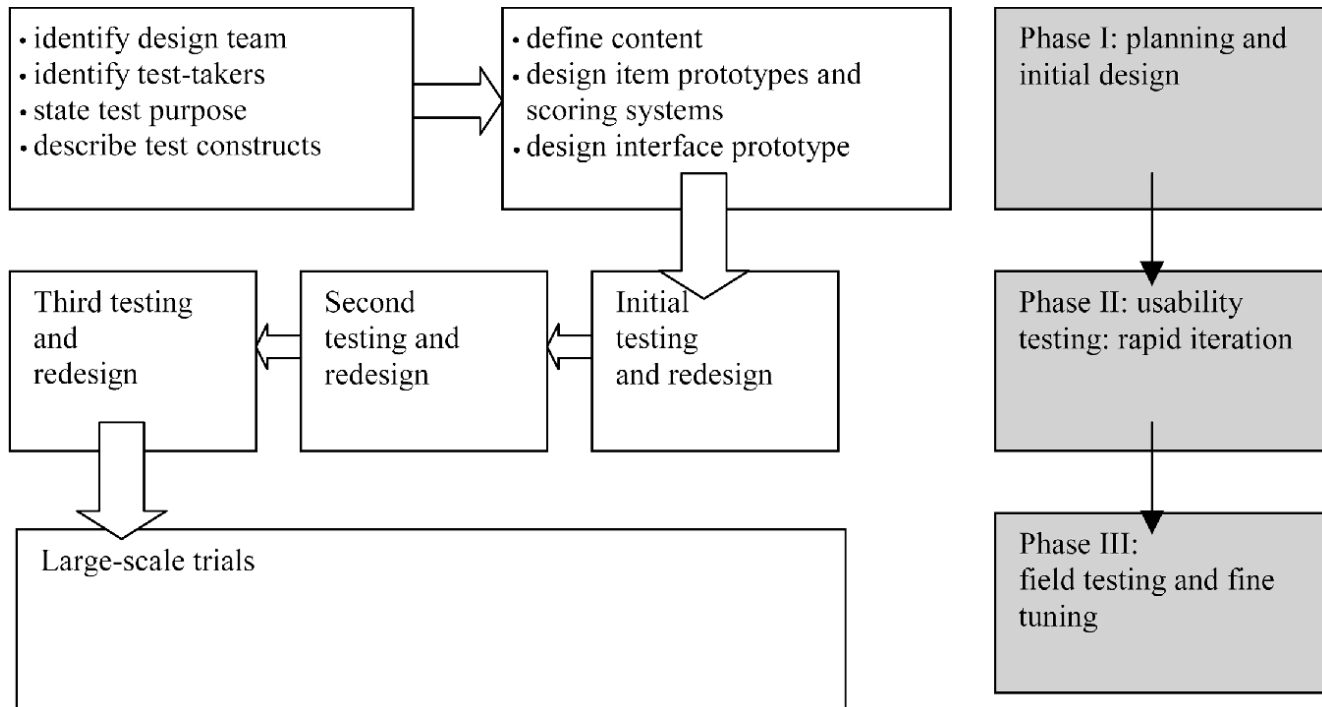 • identify design team
• identify test-takers
• state test purpose
• describe test constructs
• define content
• design item prototypes and
scoring systems
• design interface prototype
Phase I: planning and
initial design
Third testing
and
redesign
Second
testing and
redesign
Initial
testing
and redesign
Phase II: usability
testing: rapid iteration
Large-scale trials
Phase III:
field testing and fine
tuning